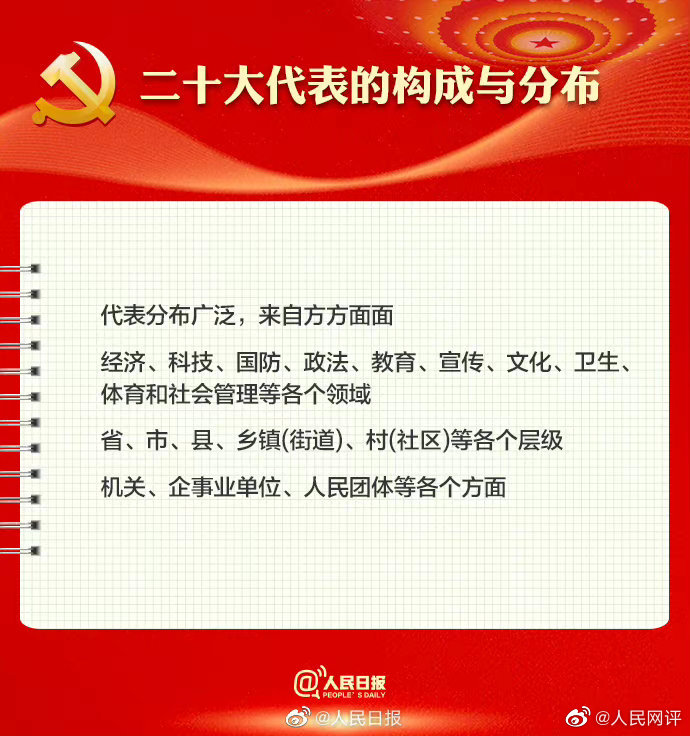 二十大代表的构成与分布
代表分布广泛，来自方方面面
经济、科技、国防、政法、教育、宣传、文化、卫生、
体育和社会管理等各个领域
省、市、县、乡镇(街道)、村(社区)等各个层级
机关、企事业单位、人民团体等各个方面
@人民日报
PEOPLE'S DAILY
@人民日报
@人民网评